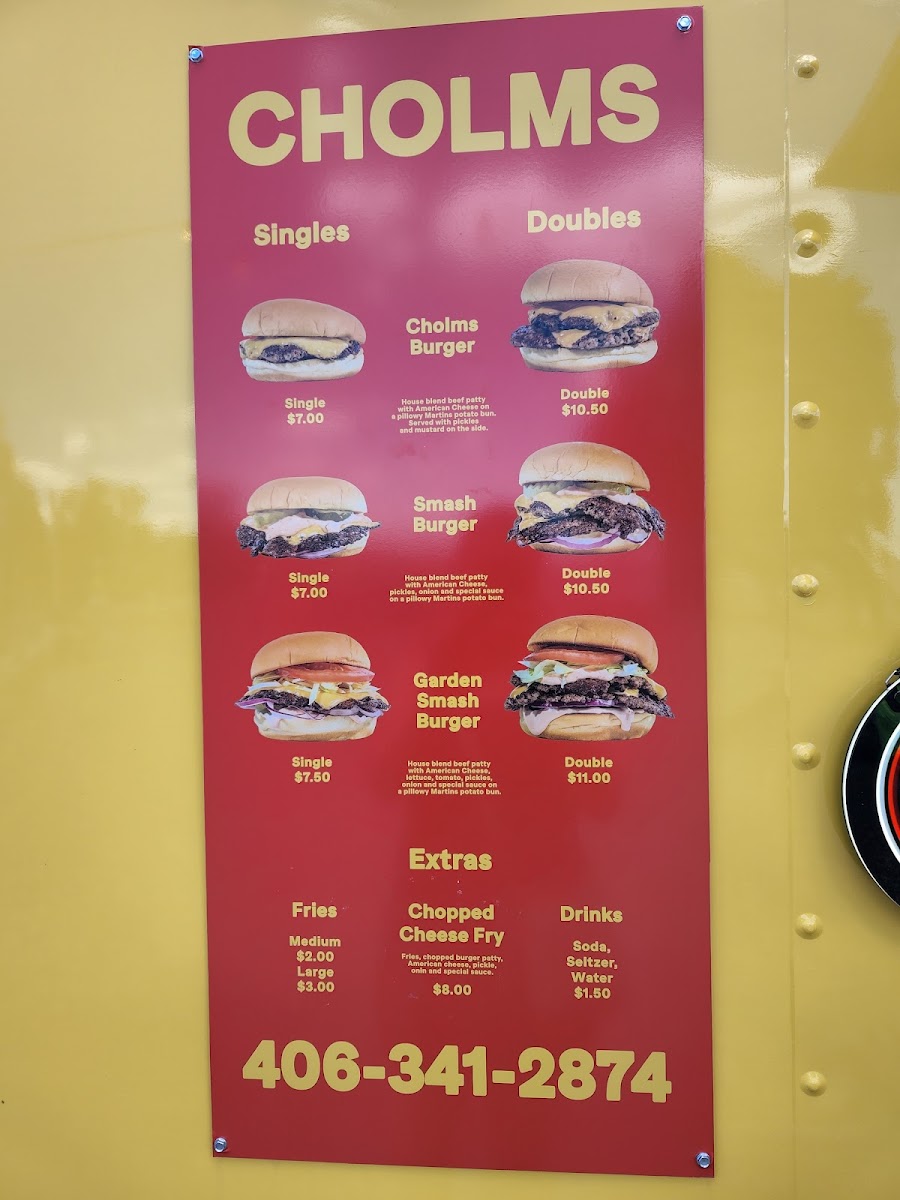 CHOLMS
Singles
Doubles
Cholms
Burger
Single
$7.00
House blend beef patty
with American Cheese on
a pillowy Martins potato bun.
Served with pickles
and mustard on the side.
Double
$10.50
Smash
Burger
Single
$7.00
House blend beef patty
with American Cheese,
pickles, onion and special sauce
on a pillowy Martins potato bun.
Double
$10.50
Garden
Smash
Burger
Single
$7.50
House blend beef patty
with American Cheese,
lettuce, tomato, pickles,
onion and special sauce on
a pillowy Martins potato bun.
Double
$11.00
Extras
Fries
Medium
$2.00
Large
$3.00
Chopped
Cheese Fry
Fries, chopped burger patty,
American cheese, pickle,
onin and special sauce.
$8.00
Drinks
Soda,
Seltzer,
Water
$1.50
406-341-2874